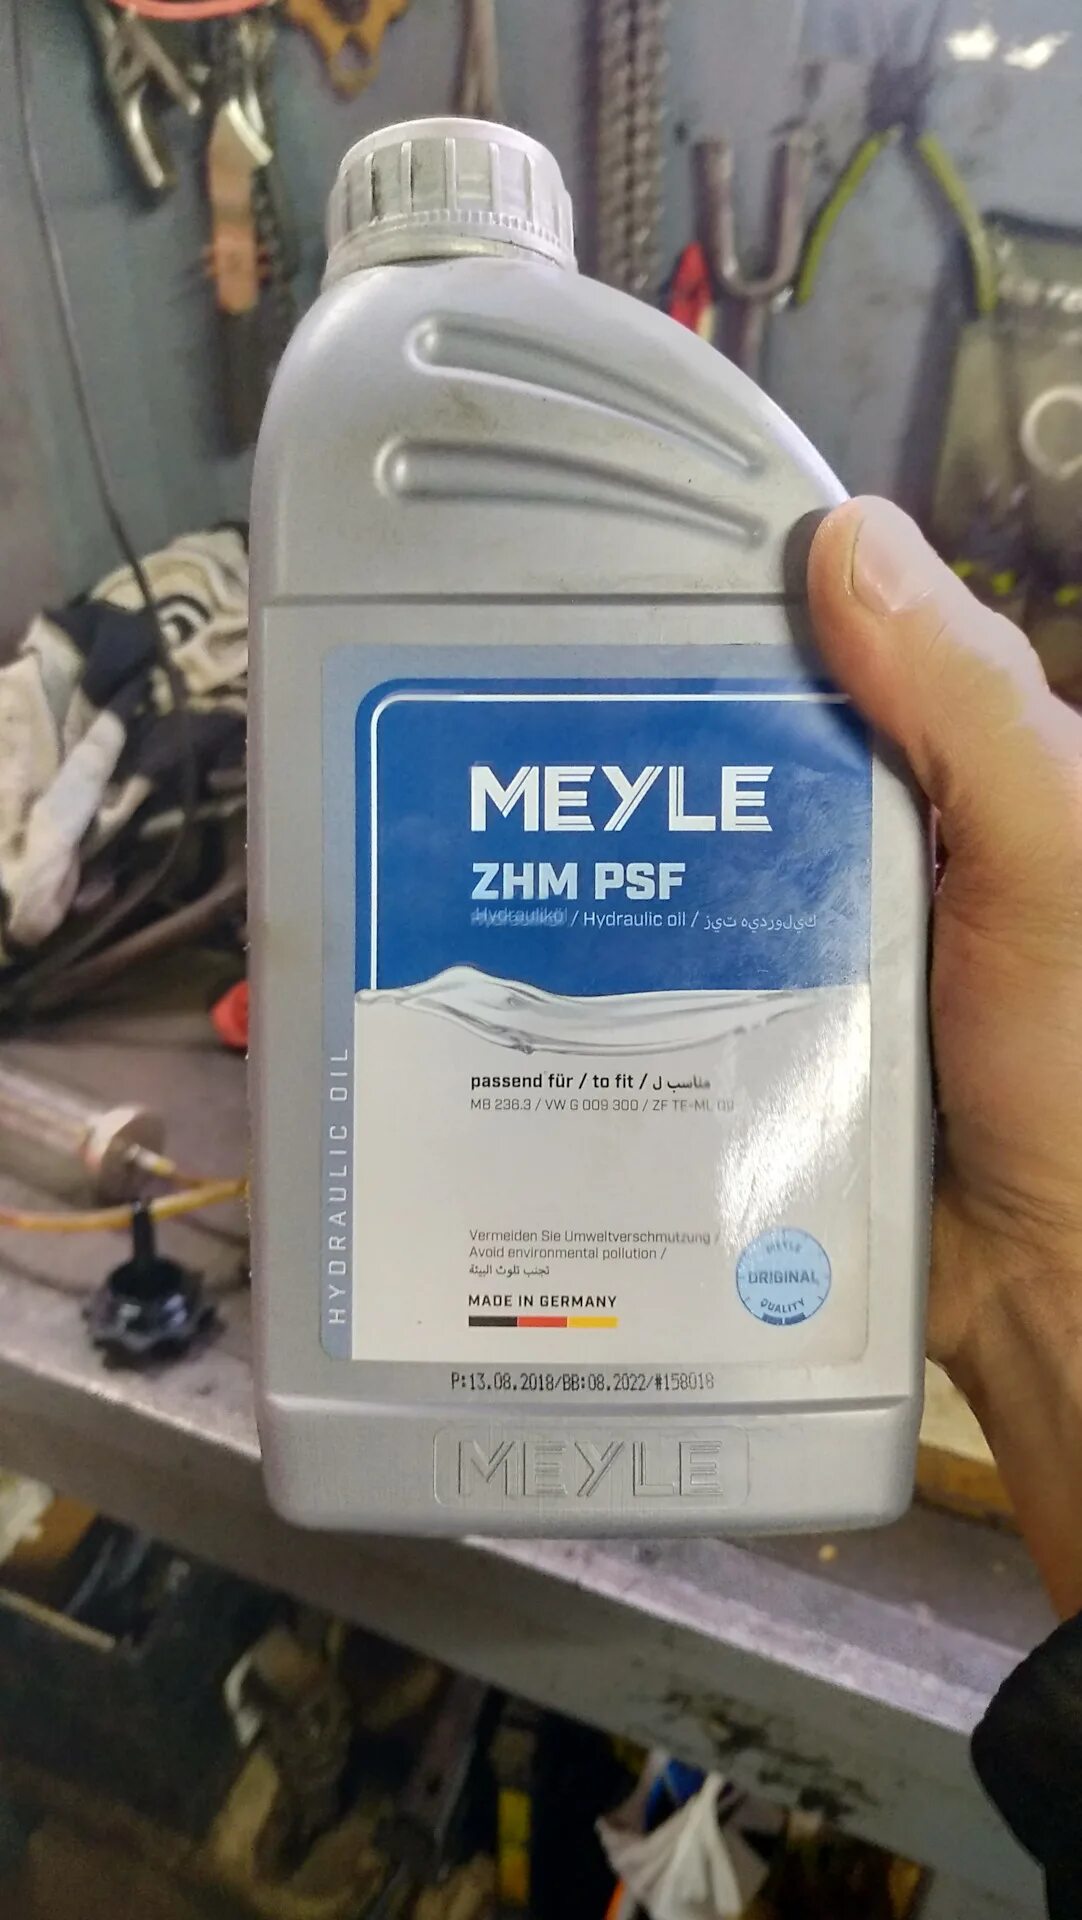 MEYLE
ZHM PSF
Hydrauliköl / Hydraulic oil / زيت هيدروليك
passend für / to fit / مناسب ل
MB 236.3 / VW G 009 300 / ZF TE-ML 09
HYDRAULIC OIL
Vermeiden Sie Umweltverschmutzung /
Avoid environmental pollution /
تجنب تلوث البيئة
MADE IN GERMANY
MEYLE
ORIGINAL
QUALITY
P:13.08.2018/BB:08.2022/#158018
MEYLE